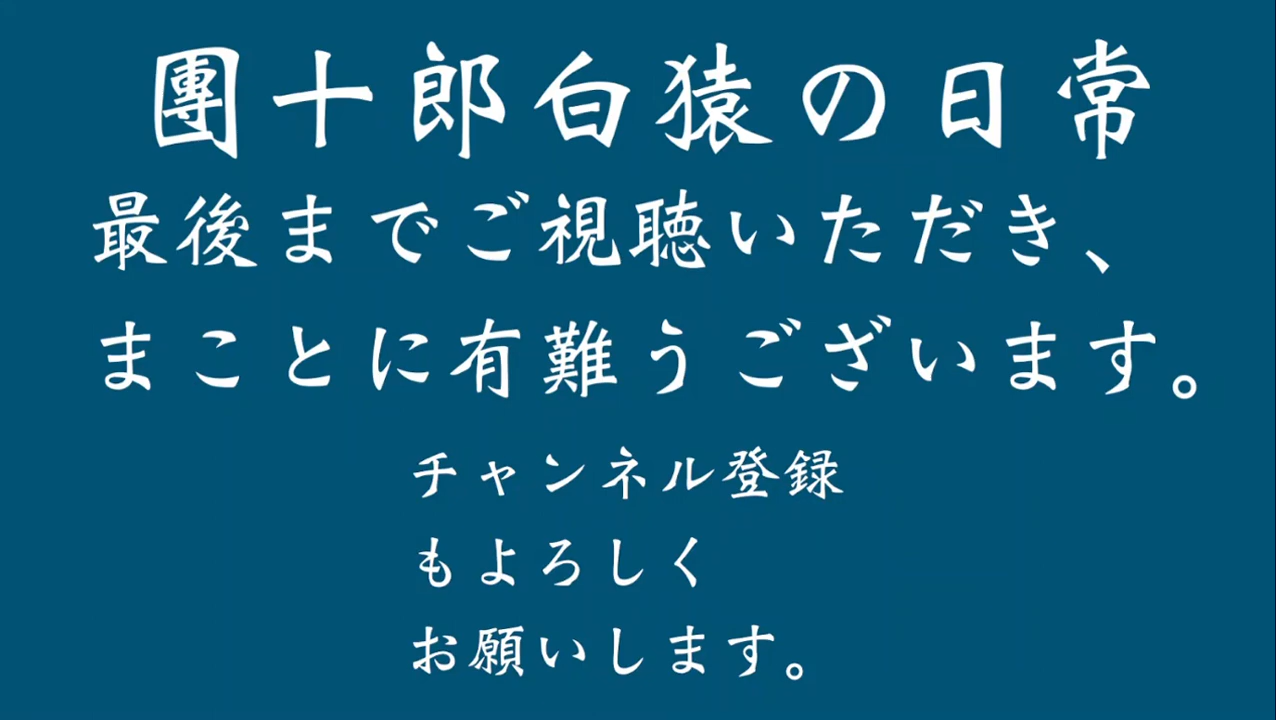 團十郎白猿の日常
最後までご視聴いただき、
まことに有難うございます。
チャンネル登録
もよろしく
お願いします。